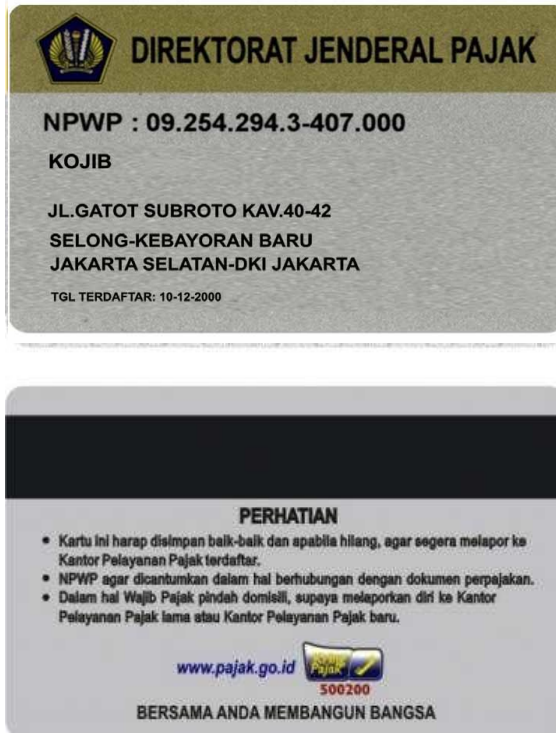 DIREKTORAT JENDERAL PAJAK
NPWP : 09.254.294.3-407.000
KOJIB
JL.GATOT SUBROTO KAV.40-42
SELONG-KEBAYORAN BARU
JAKARTA SELATAN-DKI JAKARTA
TGL TERDAFTAR: 10-12-2000
PERHATIAN
• Kartu ini harap disimpan baik-baik dan apabila hilang, agar segera melapor ke
Kantor Pelayanan Pajak terdaftar.
• NPWP agar dicantumkan dalam hal berhubungan dengan dokumen perpajakan.
• Dalam hal Wajib Pajak pindah domisili, supaya melaporkan diri ke Kantor
Pelayanan Pajak lama atau Kantor Pelayanan Pajak baru.
www.pajak.go.id
Pajak
500200
BERSAMA ANDA MEMBANGUN BANGSA